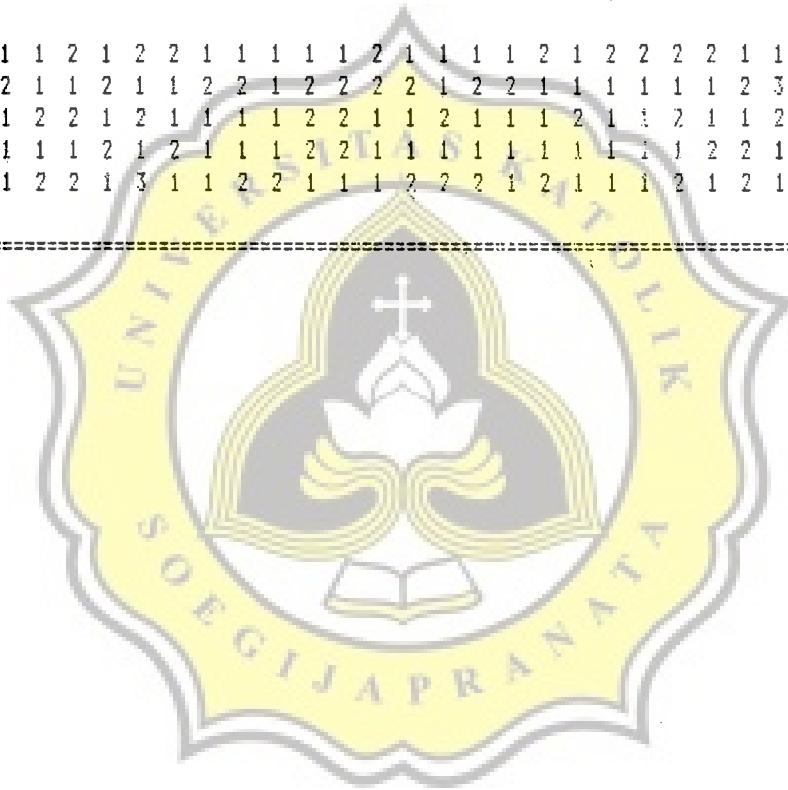 1 1 2 1 2 2 1 1 1 1 1 2 1 1 1 1 2 1 2 2 2 2 1 1
2 1 1 2 1 1 2 2 1 2 2 2 2 1 2 2 1 1 1 1 1 1 2 3
1 2 2 1 2 1 1 1 1 2 2 1 1 2 1 1 1 2 1 1 2 1 1 2
1 1 1 2 1 2 1 1 1 2 2 1 1 1 1 1 1 1 1 1 1 2 2 1
1 2 2 1 3 1 1 2 2 1 1 1 2 2 2 1 2 1 1 1 2 1 2 1
UNIVERSITAS KATOLIK
SOEGIJAPRANATA